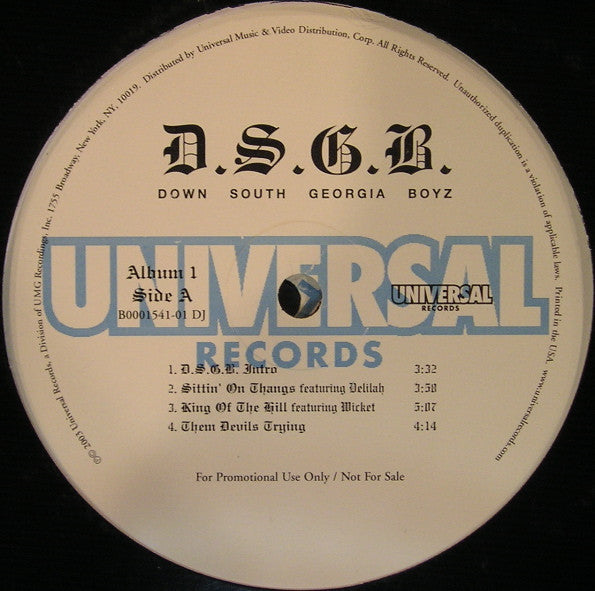 D.S.G.B.
DOWN SOUTH GEORGIA BOYZ
UNIVERSAL
RECORDS
Album 1
Side A
B0001541-01 DJ
UNIVERSAL
RECORDS
1. D.S.G.B. Intro 3:32
2. Sittin' On Thangs featuring Delilah 3:58
3. King Of The Hill featuring Wicket 5:07
4. Them Devils Trying 4:14
For Promotional Use Only / Not For Sale
℗© 2003 Universal Records, a Division of UMG Recordings, Inc. 1755 Broadway, New York, NY, 10019. Distributed by Universal Music & Video Distribution, Corp. All Rights Reserved. Unauthorized duplication is a violation of applicable laws. Printed in the USA. www.universalrecords.com